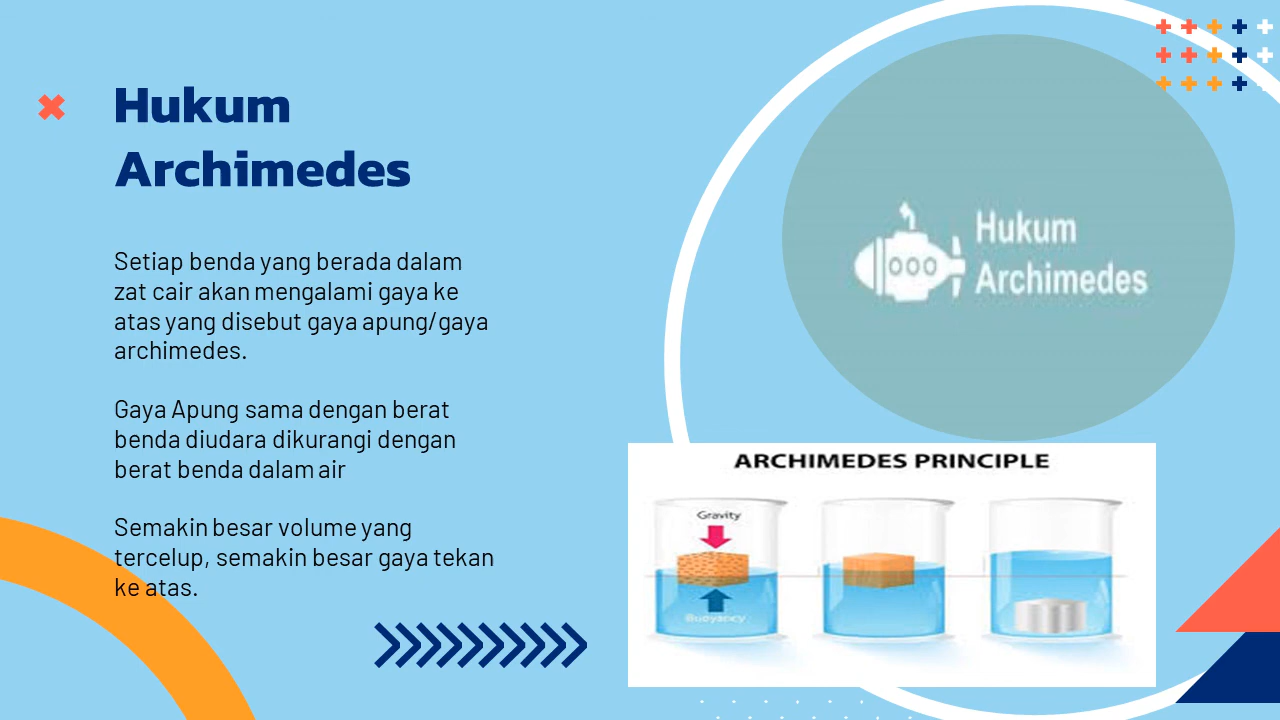 Hukum
Archimedes
Setiap benda yang berada dalam
zat cair akan mengalami gaya ke
atas yang disebut gaya apung/gaya
archimedes.
Gaya Apung sama dengan berat
benda diudara dikurangi dengan
berat benda dalam air
Semakin besar volume yang
tercelup, semakin besar gaya tekan
ke atas.
Hukum
Archimedes
ARCHIMEDES PRINCIPLE
Gravity
Buoyancy